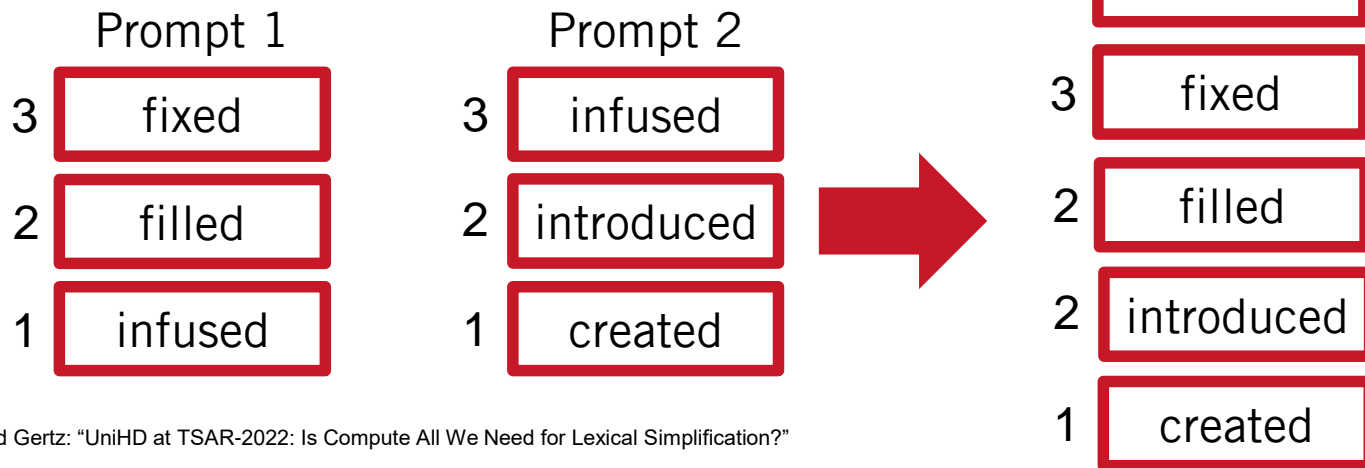 Prompt 1
3 fixed
2 filled
1 infused
Prompt 2
3 infused
2 introduced
1 created
3 fixed
2 filled
2 introduced
1 created
d Gertz: “UniHD at TSAR-2022: Is Compute All We Need for Lexical Simplification?”